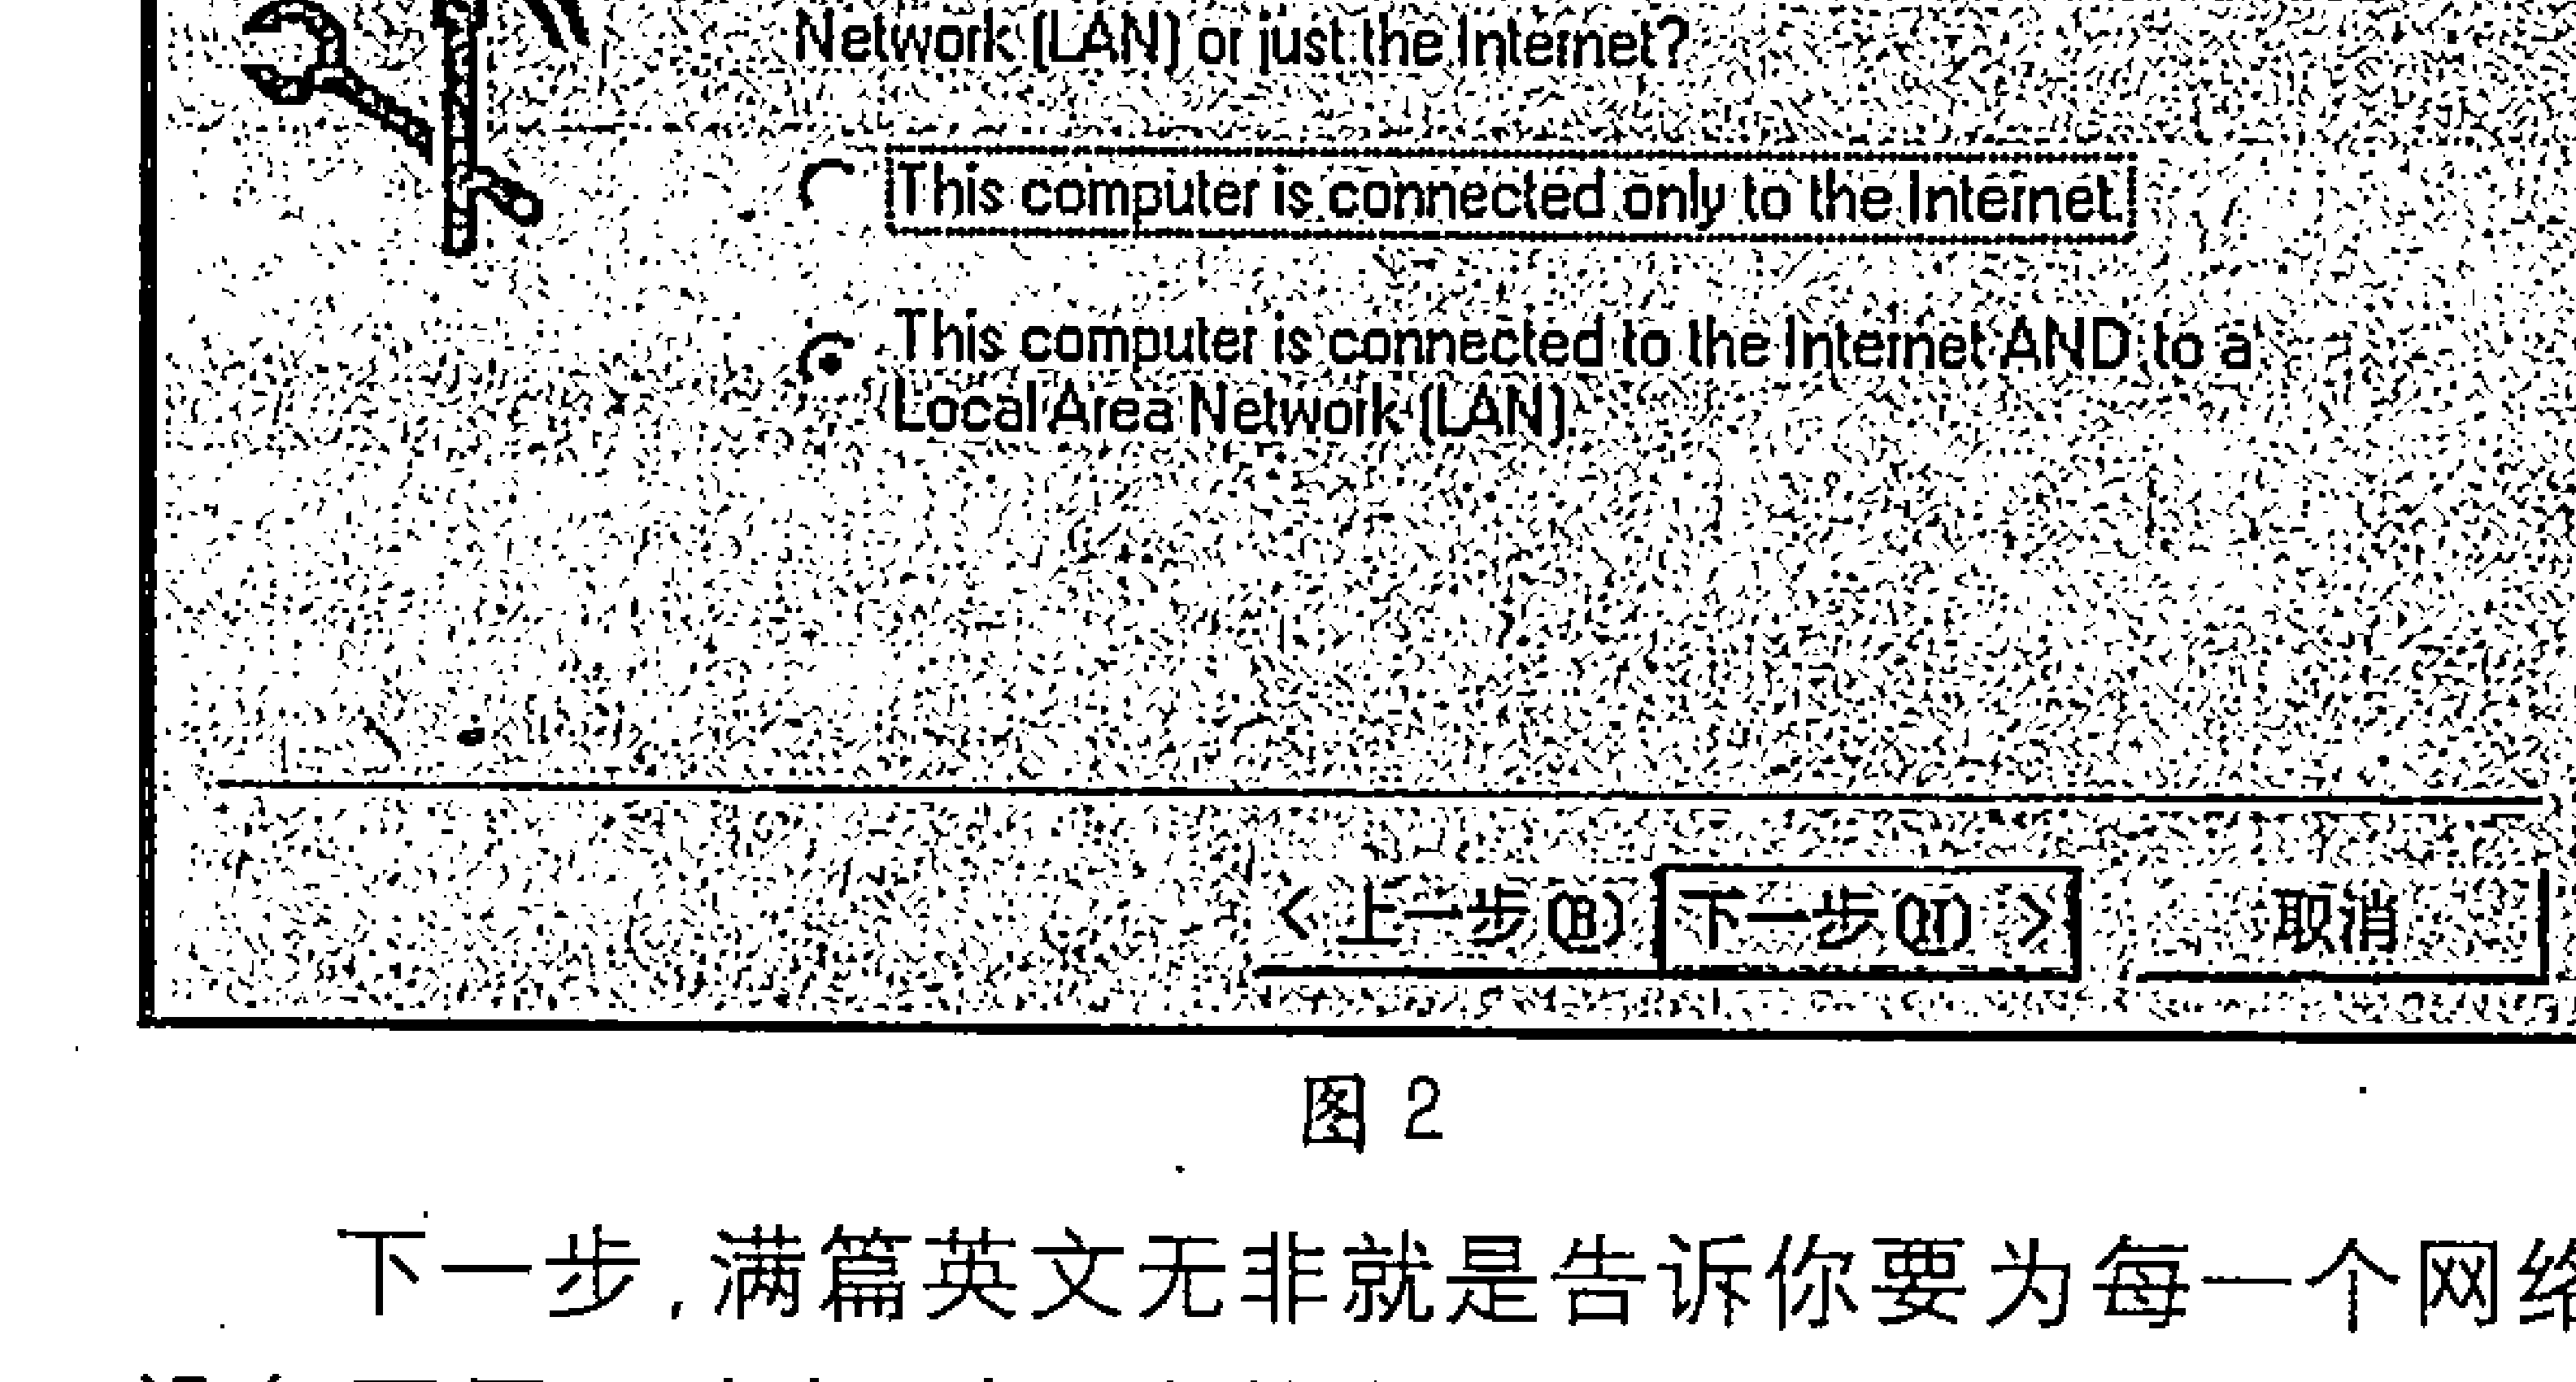 Network (LAN) or just the Internet?
This computer is connected only to the Internet.
This computer is connected to the Internet AND to a
Local Area Network (LAN).
< 上一步(B) 下一步(N) > 取消
图 2
下一步,满篇英文无非就是告诉你要为每一个网络